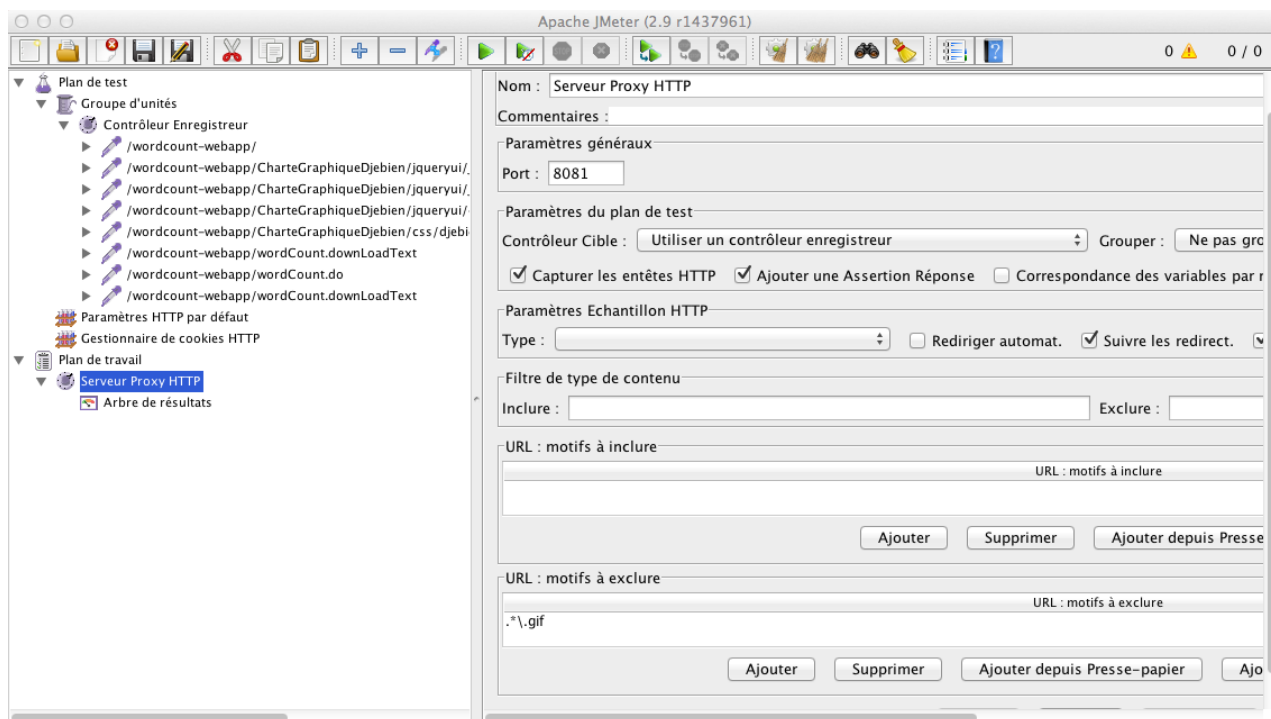 Apache JMeter (2.9 r1437961)
0 0 / 0
Plan de test
Groupe d'unités
Contrôleur Enregistreur
/wordcount-webapp/
/wordcount-webapp/CharteGraphiqueDjebien/jqueryui/
/wordcount-webapp/CharteGraphiqueDjebien/jqueryui/
/wordcount-webapp/CharteGraphiqueDjebien/jqueryui/
/wordcount-webapp/CharteGraphiqueDjebien/css/djebi
/wordcount-webapp/wordCount.downLoadText
/wordcount-webapp/wordCount.do
/wordcount-webapp/wordCount.downLoadText
Paramètres HTTP par défaut
Gestionnaire de cookies HTTP
Plan de travail
Serveur Proxy HTTP
Arbre de résultats
Nom : Serveur Proxy HTTP
Commentaires :
Paramètres généraux
Port : 8081
Paramètres du plan de test
Contrôleur Cible : Utiliser un contrôleur enregistreur Grouper : Ne pas gro
Capturer les entêtes HTTP Ajouter une Assertion Réponse Correspondance des variables par
Paramètres Echantillon HTTP
Type : Rediriger automat. Suivre les redirect.
Filtre de type de contenu
Inclure : Exclure :
URL : motifs à inclure
URL : motifs à inclure
Ajouter Supprimer Ajouter depuis Presse
URL : motifs à exclure
URL : motifs à exclure
.*\.gif
Ajouter Supprimer Ajouter depuis Presse-papier Ajo